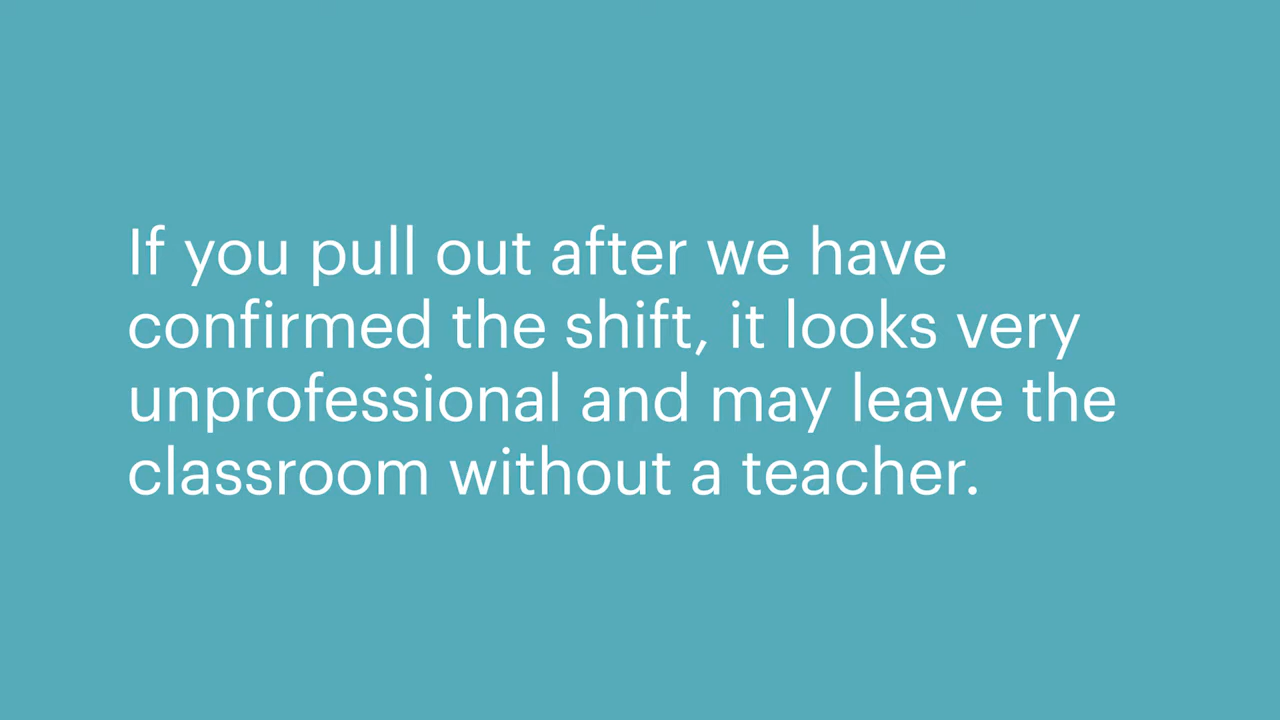 If you pull out after we have
confirmed the shift, it looks very
unprofessional and may leave the
classroom without a teacher.